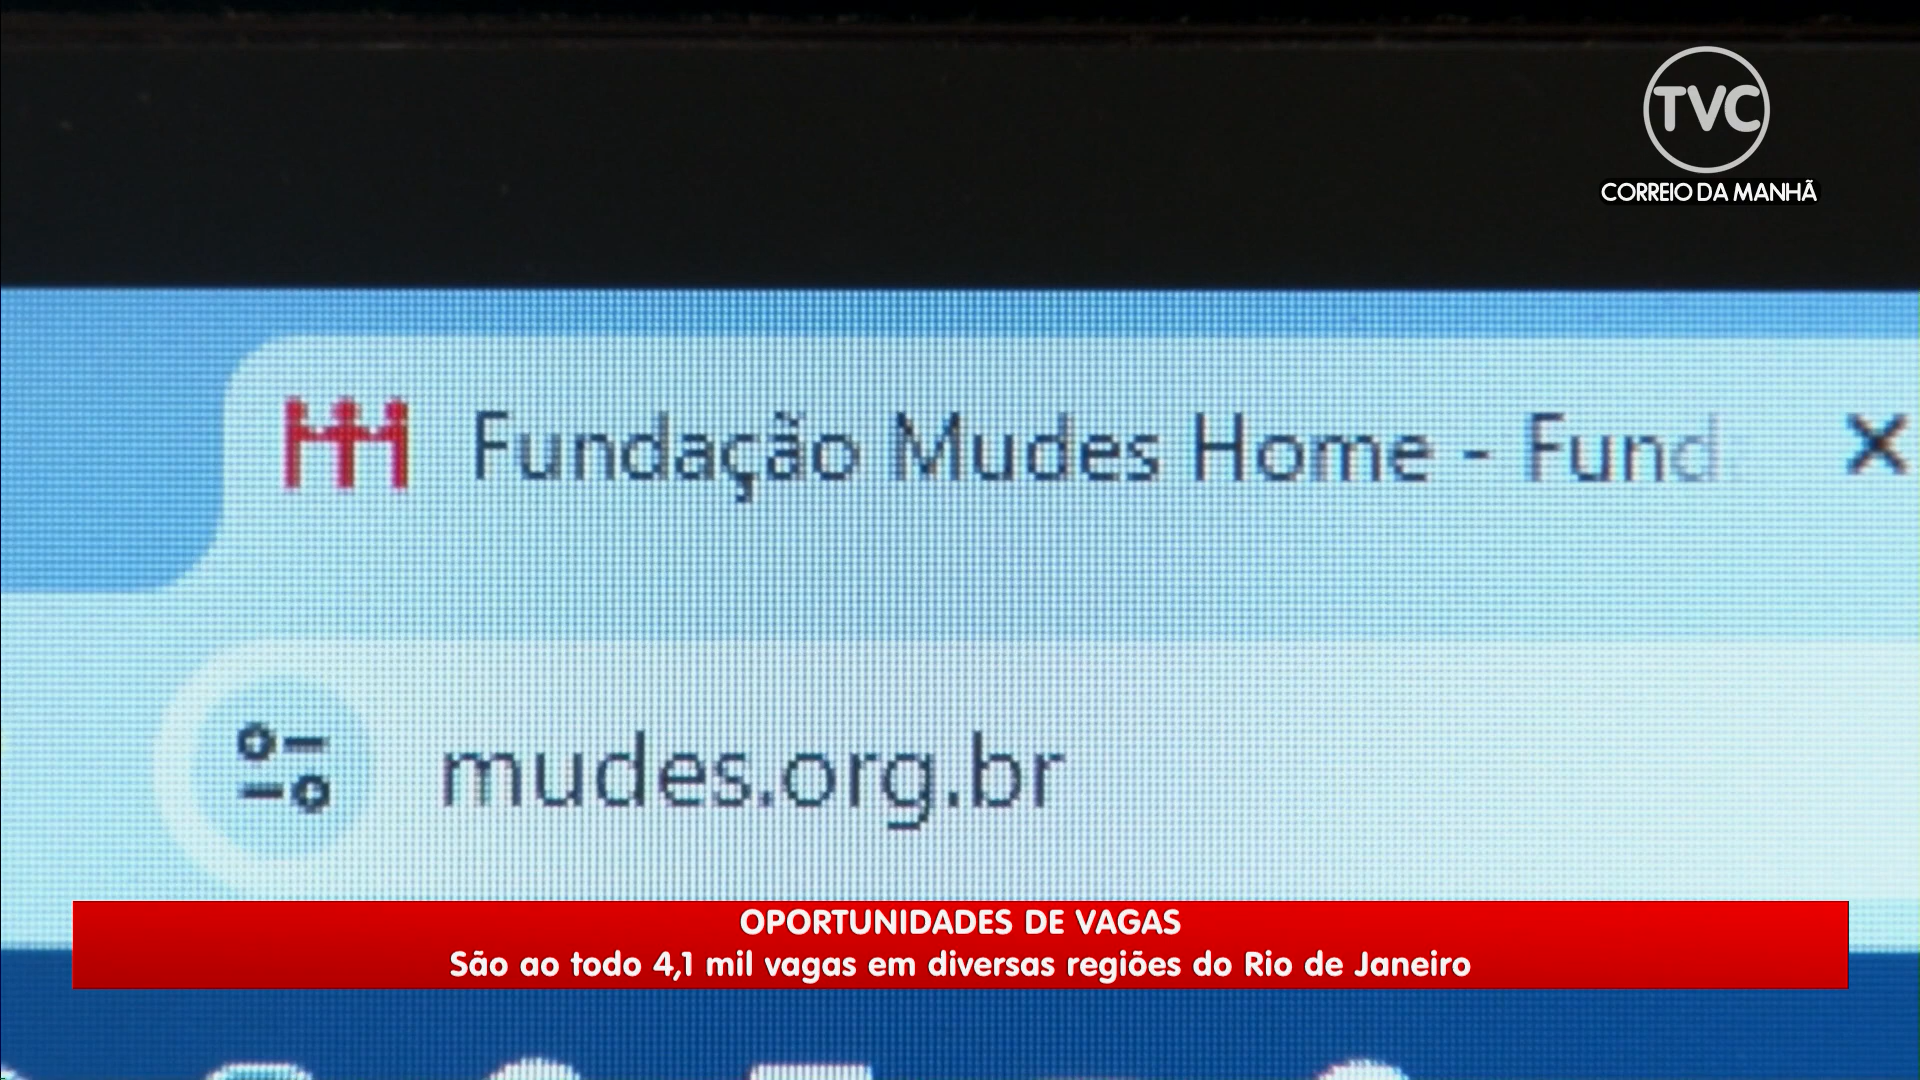 TVC
CORREIO DA MANHÃ
Fundação Mudes Home - Fund
mudes.org.br
OPORTUNIDADES DE VAGAS
São ao todo 4,1 mil vagas em diversas regiões do Rio de Janeiro